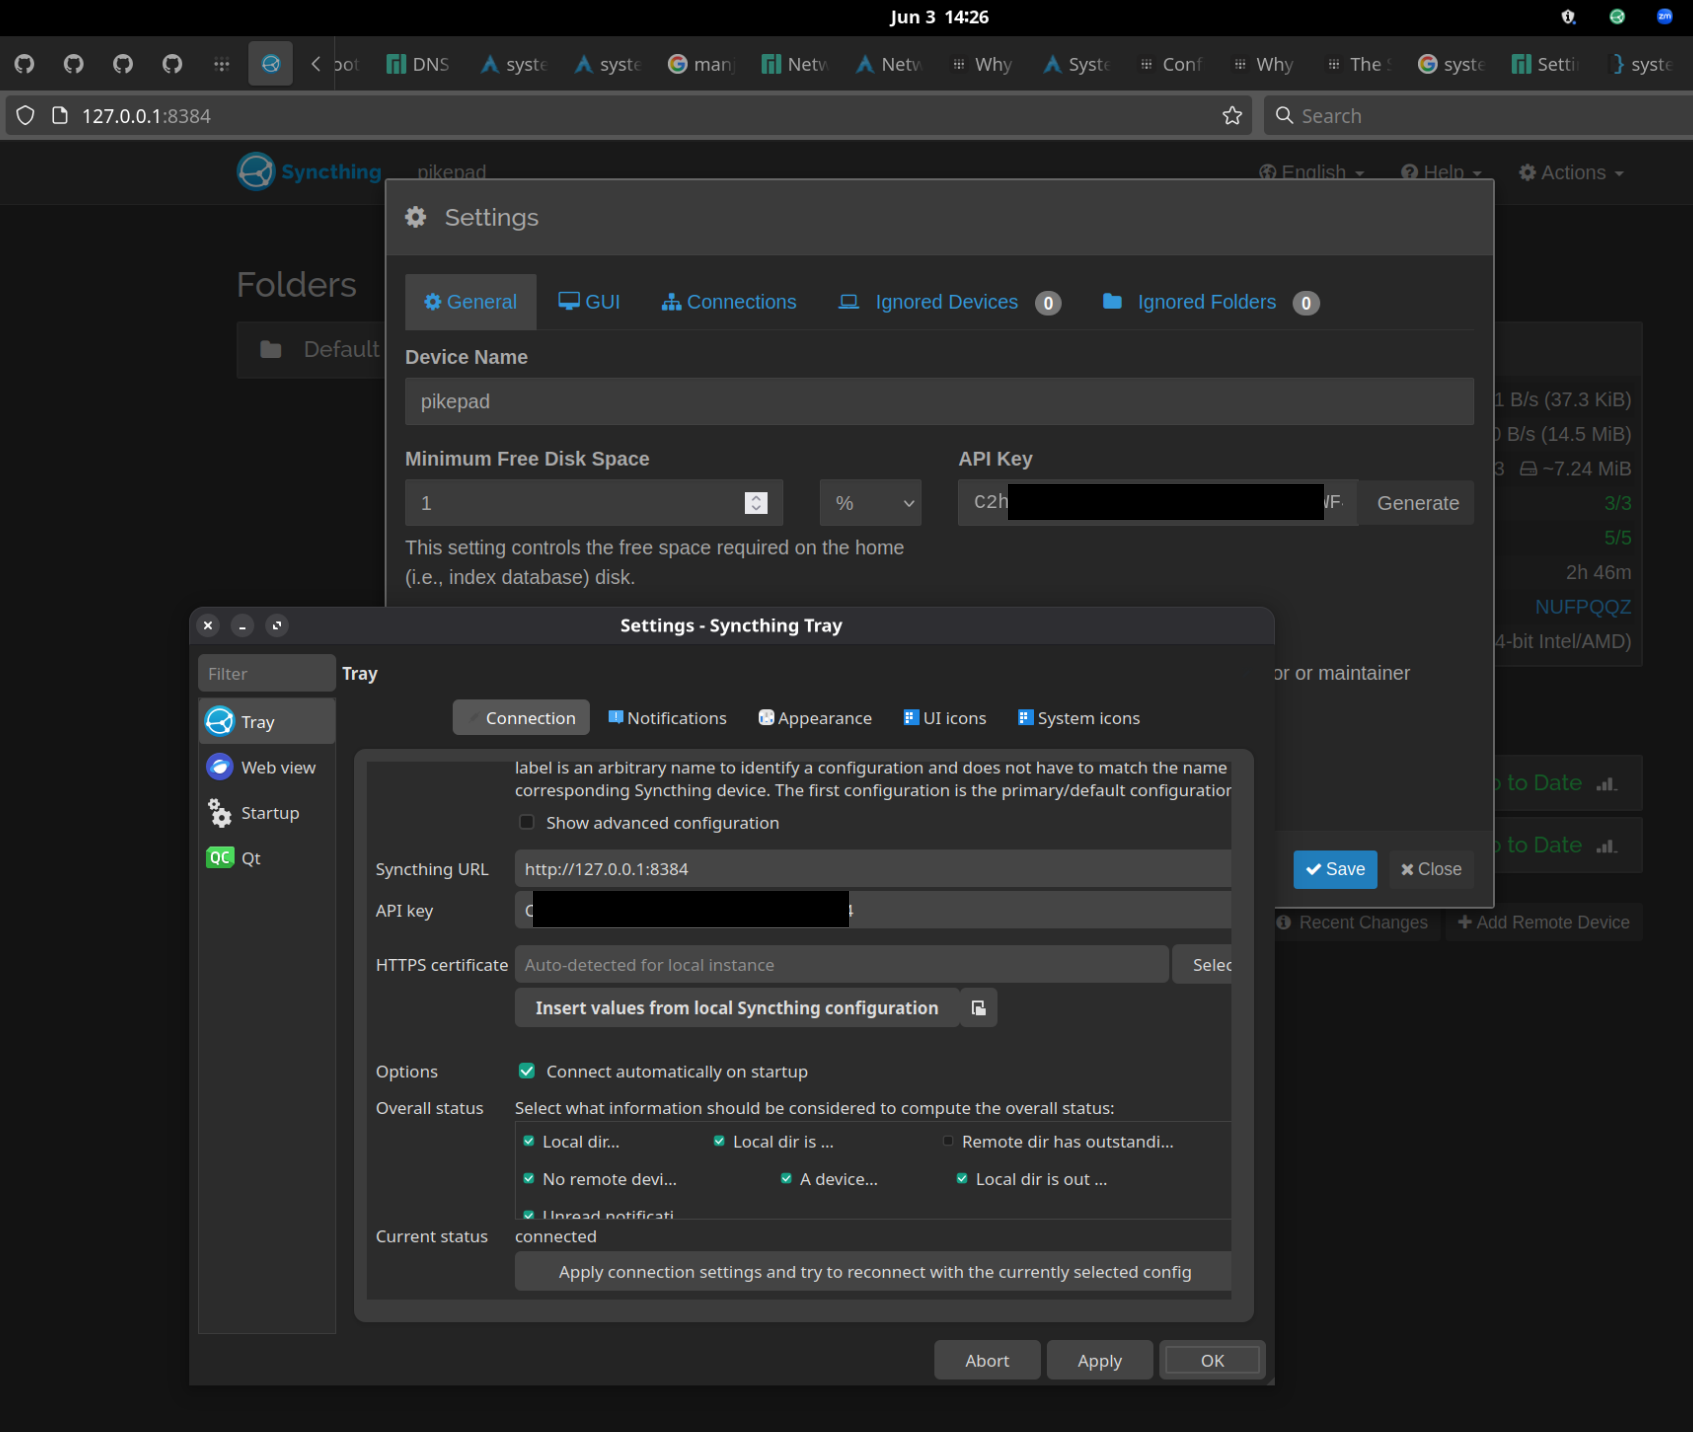 Jun 3 14:26
zm
oot
DNS
syste
syste
manj
Netw
Netw
Why
Syste
Conf
Why
The S
syste
Setti
syste
127.0.0.1:8384
Search
Syncthing
pikepad
English
Help
Actions
Settings
Folders
General
GUI
Connections
Ignored Devices 0
Ignored Folders 0
Default
Device Name
pikepad
1 B/s (37.3 KiB)
0 B/s (14.5 MiB)
Minimum Free Disk Space
API Key
3 ~7.24 MiB
1
%
C2h
WF
Generate
3/3
5/5
This setting controls the free space required on the home
(i.e., index database) disk.
2h 46m
NUFPQQZ
4-bit Intel/AMD)
or or maintainer
o to Date
o to Date
Save
Close
Recent Changes
Add Remote Device
Settings - Syncthing Tray
Filter
Tray
Tray
Web view
Startup
QC Qt
Connection
Notifications
Appearance
UI icons
System icons
label is an arbitrary name to identify a configuration and does not have to match the name
corresponding Syncthing device. The first configuration is the primary/default configuration
Show advanced configuration
Syncthing URL
http://127.0.0.1:8384
API key
C
4
HTTPS certificate
Auto-detected for local instance
Selec
Insert values from local Syncthing configuration
Options
Connect automatically on startup
Overall status
Select what information should be considered to compute the overall status:
Local dir...
Local dir is ...
Remote dir has outstandi...
No remote devi...
A device...
Local dir is out ...
Unread notificati
Current status
connected
Apply connection settings and try to reconnect with the currently selected config
Abort
Apply
OK